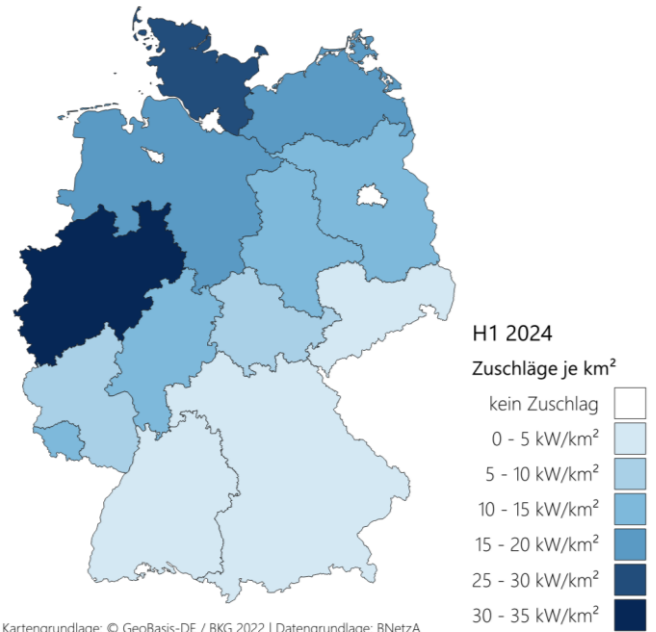 H1 2024
Zuschläge je km²
kein Zuschlag
0 - 5 kW/km²
5 - 10 kW/km²
10 - 15 kW/km²
15 - 20 kW/km²
25 - 30 kW/km²
30 - 35 kW/km²
Kartengrundlage: © GeoBasis-DE / BKG 2022 | Datengrundlage: BNetzA